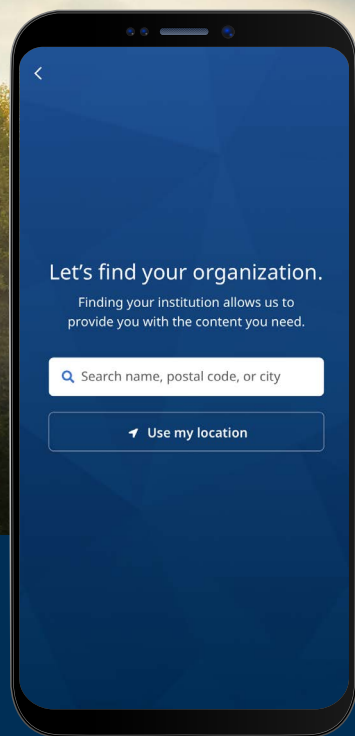 Let’s find your organization.
Finding your institution allows us to
provide you with the content you need.
Search name, postal code, or city
Use my location